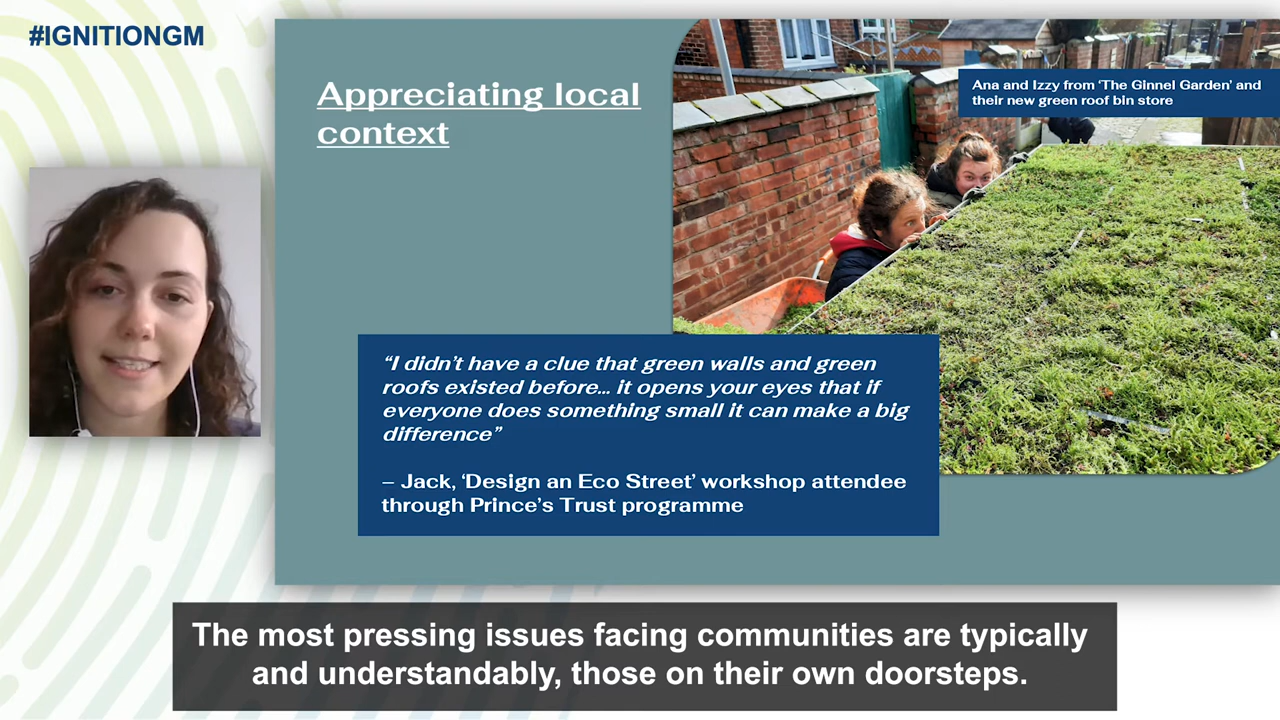 #IGNITIONGM
Appreciating local
context
Ana and Izzy from ‘The Ginnel Garden’ and
their new green roof bin store
“I didn’t have a clue that green walls and green
roofs existed before... it opens your eyes that if
everyone does something small it can make a big
difference”
– Jack, ‘Design an Eco Street’ workshop attendee
through Prince’s Trust programme
The most pressing issues facing communities are typically
and understandably, those on their own doorsteps.